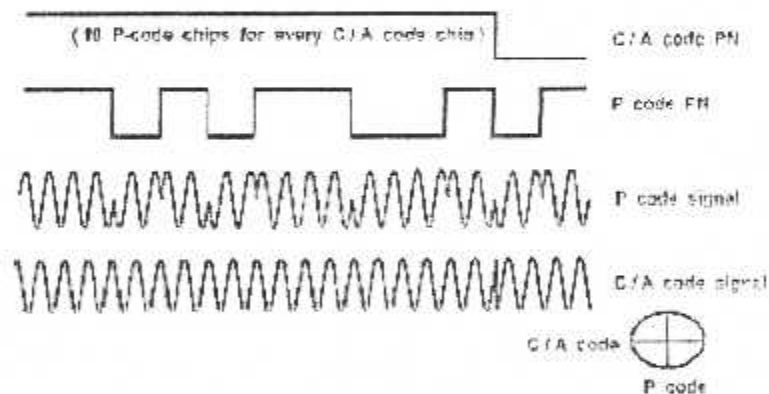 (10 P-code chips for every C/A code chip)
C/A code PN
P code PN
P code signal
C/A code signal
C/A code
P code